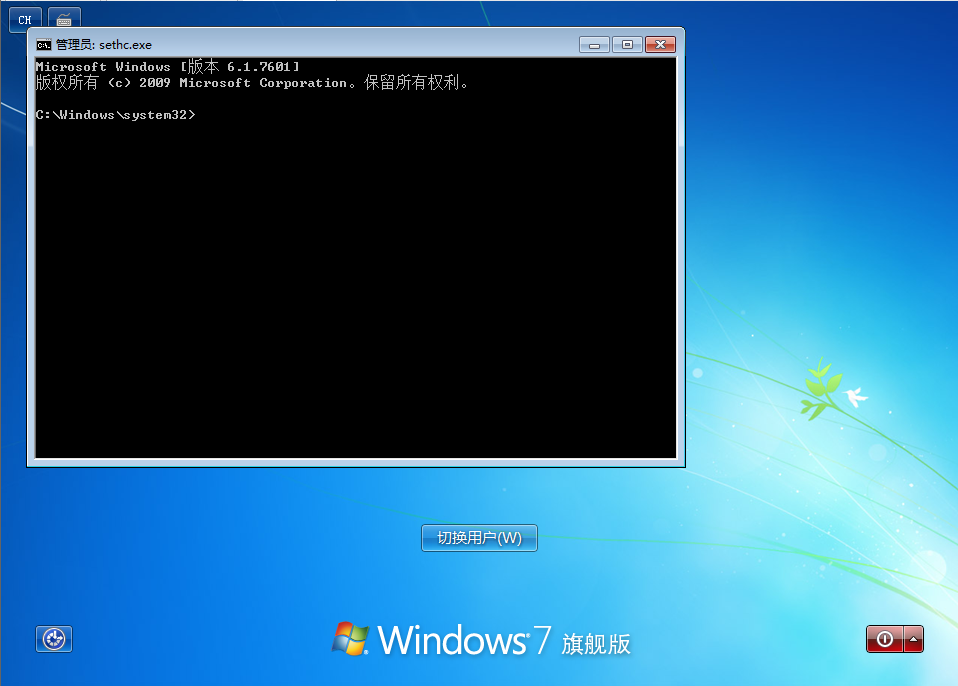 CH
管理员: sethc.exe
Microsoft Windows [版本 6.1.7601]
版权所有 (c) 2009 Microsoft Corporation。保留所有权利。
C:\Windows\system32>
切换用户(W)
Windows 7 旗舰版